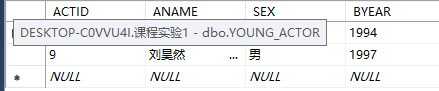 ACTID ANAME SEX BYEAR
DESKTOP-C0VVU4I.课程实验1 - dbo.YOUNG_ACTOR 1994
9 刘昊然 ... 男 1997
NULL NULL NULL NULL